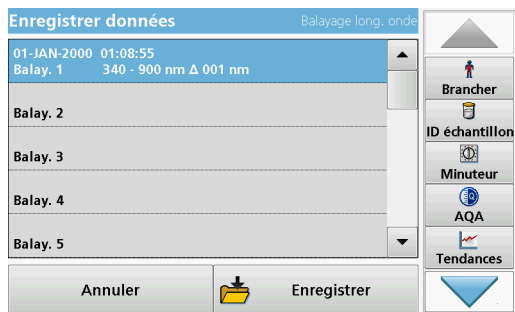 Enregistrer données
Balayage long. onde
01-JAN-2000 01:08:55
Balay. 1 340 - 900 nm Δ 001 nm
Balay. 2
Balay. 3
Balay. 4
Balay. 5
Annuler
Enregistrer
Brancher
ID échantillon
Minuteur
AQA
Tendances